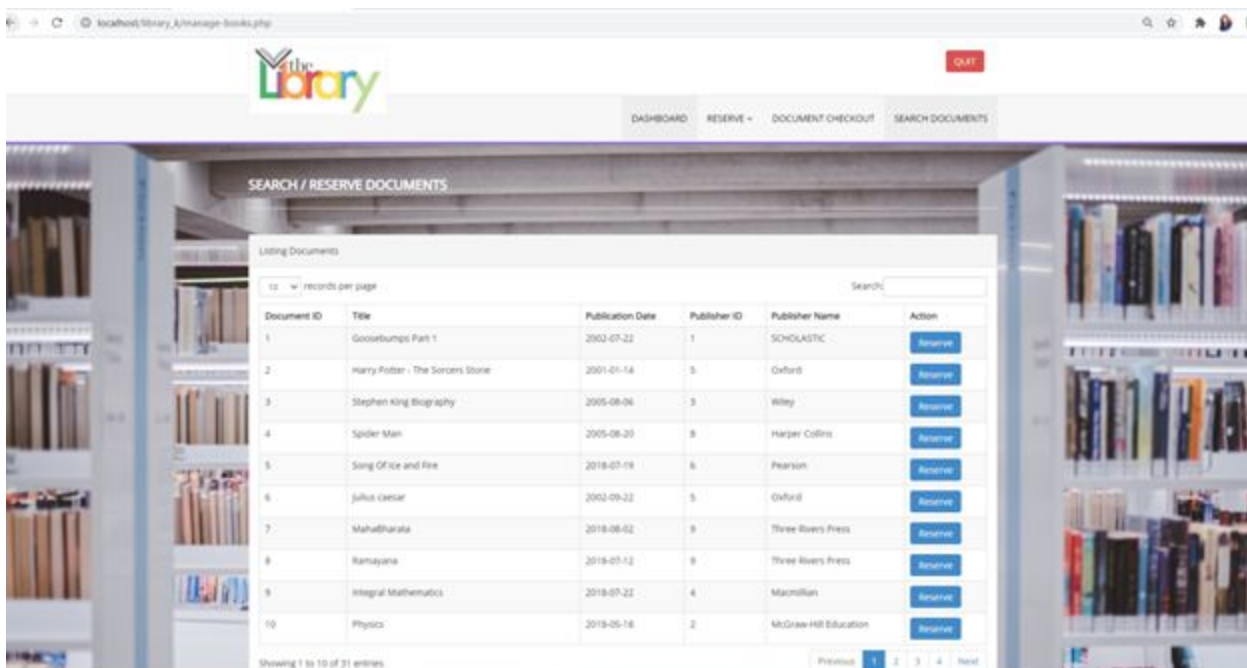 localhost/library_k/manage-books.php
the Library
QUIT
DASHBOARD RESERVE DOCUMENT CHECKOUT SEARCH DOCUMENTS
SEARCH / RESERVE DOCUMENTS
Listing Documents
10 records per page Search:
Document ID Title Publication Date Publisher ID Publisher Name Action
1 Goosebumps Part 1 2002-07-22 1 SCHOLASTIC Reserve
2 Harry Potter - The Sorcers Stone 2001-01-14 5 Oxford Reserve
3 Stephen King Biography 2005-08-06 3 Wiley Reserve
4 Spider Man 2005-08-20 8 Harper Collins Reserve
5 Song Of Ice and Fire 2018-07-19 6 Pearson Reserve
6 Julius caesar 2002-09-22 5 Oxford Reserve
7 MahaBharata 2018-08-02 9 Three Rivers Press Reserve
8 Ramayana 2019-07-12 9 Three Rivers Press Reserve
9 Integral Mathematics 2018-07-22 4 Macmillian Reserve
10 Physics 2019-05-18 2 McGraw-Hill Education Reserve
Showing 1 to 10 of 31 entries Previous 1 2 3 4 Next